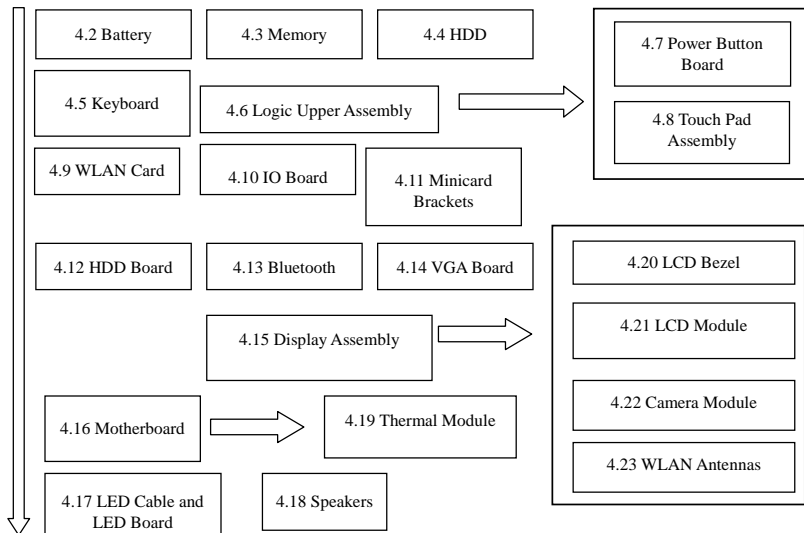 4.2 Battery
4.3 Memory
4.4 HDD
4.7 Power Button
Board
4.5 Keyboard
4.6 Logic Upper Assembly
4.8 Touch Pad
Assembly
4.9 WLAN Card
4.10 IO Board
4.11 Minicard
Brackets
4.12 HDD Board
4.13 Bluetooth
4.14 VGA Board
4.20 LCD Bezel
4.15 Display Assembly
4.21 LCD Module
4.16 Motherboard
4.19 Thermal Module
4.22 Camera Module
4.23 WLAN Antennas
4.17 LED Cable and
LED Board
4.18 Speakers